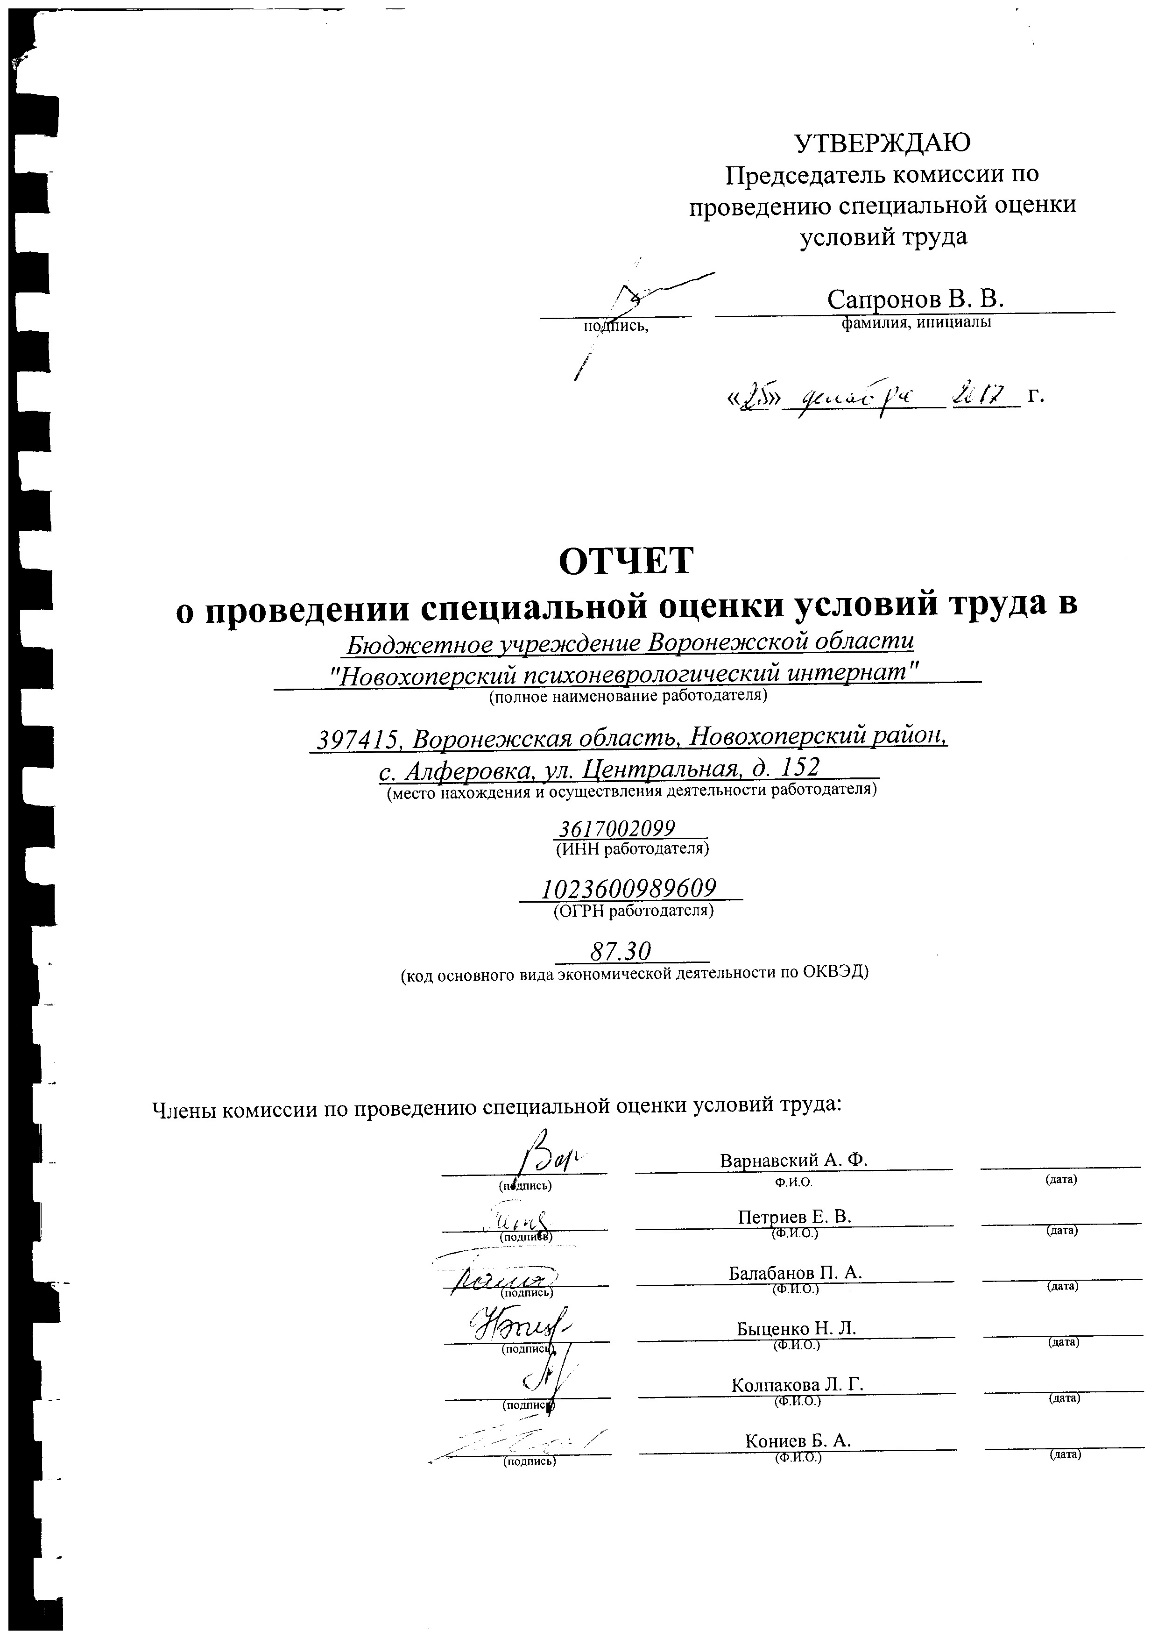 УТВЕРЖДАЮ
Председатель комиссии по
проведению специальной оценки
условий труда
Сапронов В. В.
подпись, фамилия, инициалы
«25» декабря 2017 г.
ОТЧЕТ
о проведении специальной оценки условий труда в
Бюджетное учреждение Воронежской области
"Новохоперский психоневрологический интернат"
(полное наименование работодателя)
397415, Воронежская область, Новохоперский район,
с. Алферовка, ул. Центральная, д. 152
(место нахождения и осуществления деятельности работодателя)
3617002099
(ИНН работодателя)
1023600989609
(ОГРН работодателя)
87.30
(код основного вида экономической деятельности по ОКВЭД)
Члены комиссии по проведению специальной оценки условий труда:
Варнавский А. Ф.
(подпись) Ф.И.О. (дата)
Петриев Е. В.
(подпись) (Ф.И.О.) (дата)
Балабанов П. А.
(подпись) (Ф.И.О.) (дата)
Быценко Н. Л.
(подпись) (Ф.И.О.) (дата)
Колпакова Л. Г.
(подпись) (Ф.И.О.) (дата)
Кониев Б. А.
(подпись) (Ф.И.О.) (дата)